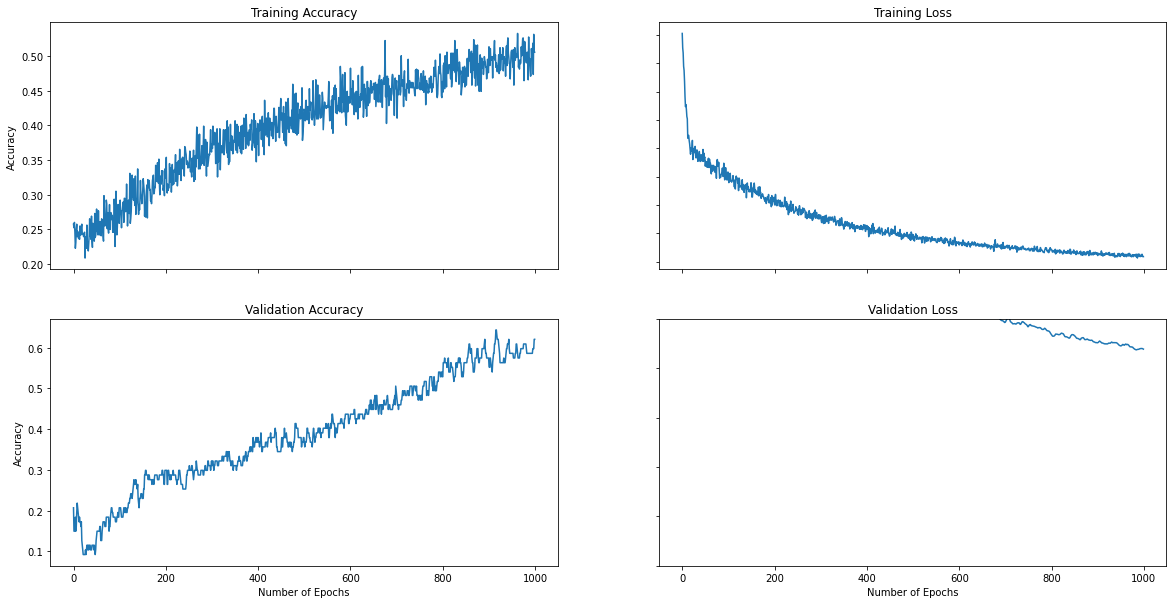 Training Accuracy
Training Loss
Accuracy
0.50
0.45
0.40
0.35
0.30
0.25
0.20
Validation Accuracy
Validation Loss
Accuracy
0.6
0.5
0.4
0.3
0.2
0.1
0 200 400 600 800 1000
0 200 400 600 800 1000
Number of Epochs
Number of Epochs